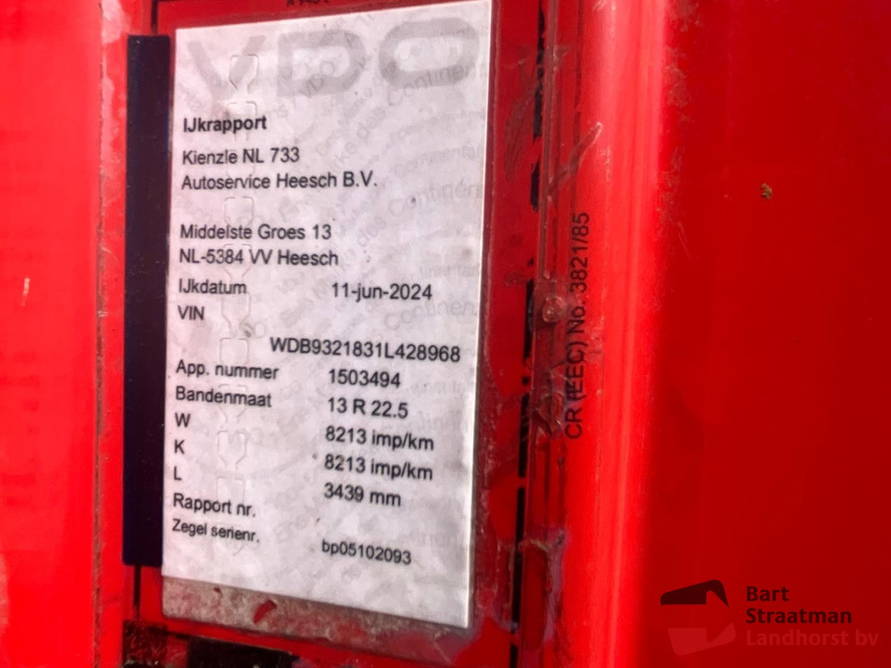 VDO
IJkrapport
Kienzle NL 733
Autoservice Heesch B.V.
Middelste Groes 13
NL-5384 VV Heesch
IJkdatum 11-jun-2024
VIN
WDB9321831L428968
App. nummer 1503494
Bandenmaat 13 R 22.5
W 8213 imp/km
K 8213 imp/km
L 3439 mm
Rapport nr.
Zegel serienr. bp05102093
CR (EEC) No. 3821/85
Bart
Straatman
Landhorst bv